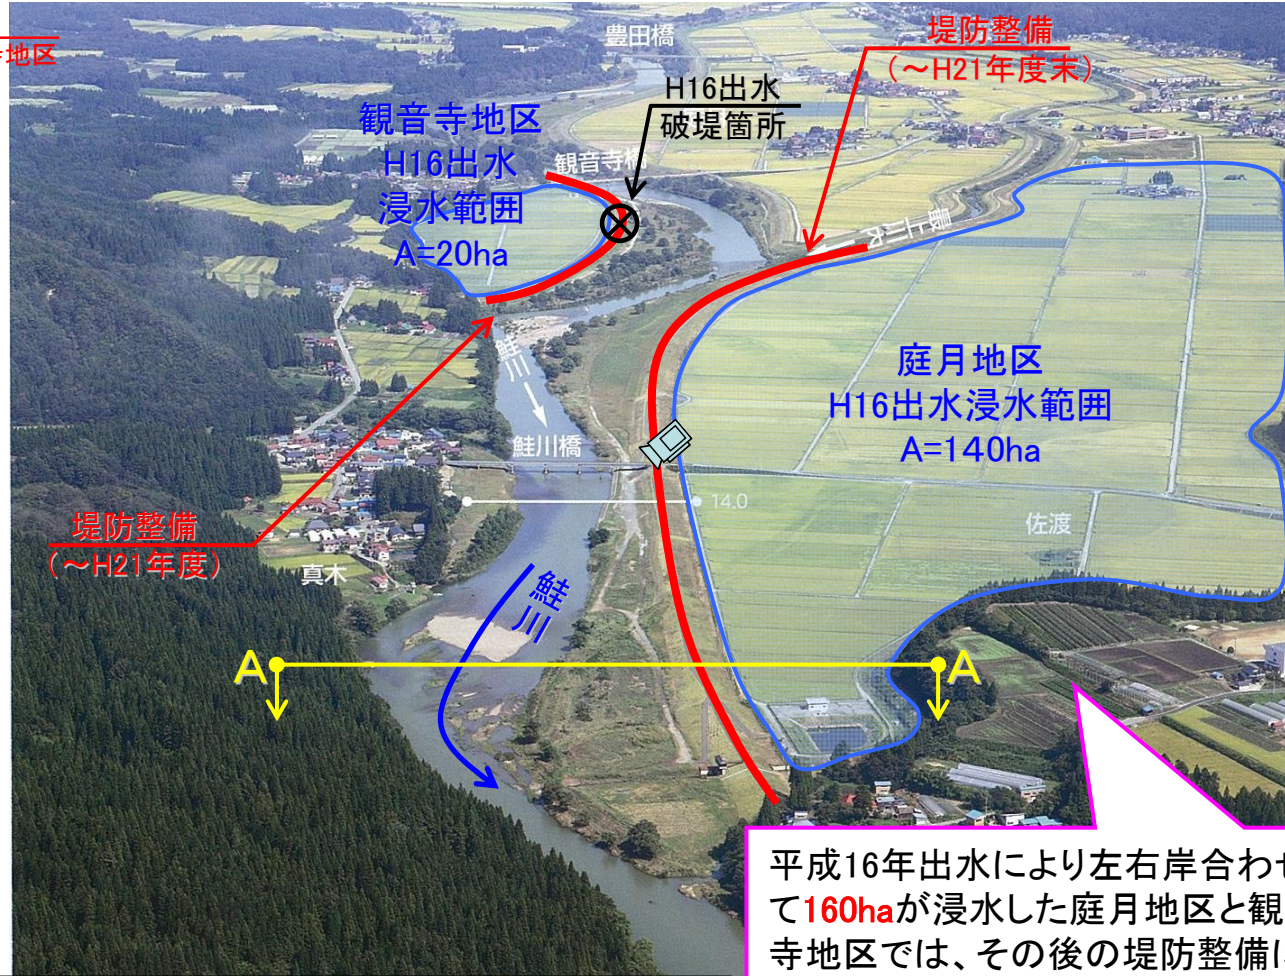 地区
豊田橋
堤防整備
(～H21年度末)
H16出水
破堤箇所
観音寺地区
H16出水
浸水範囲
A=20ha
観音寺橋
最上川
鮭川
庭月地区
H16出水浸水範囲
A=140ha
鮭川橋
14.0
佐渡
堤防整備
(～H21年度)
真木
鮭川
A
A
平成16年出水により左右岸合わせ
て160haが浸水した庭月地区と観
寺地区では、その後の堤防整備に